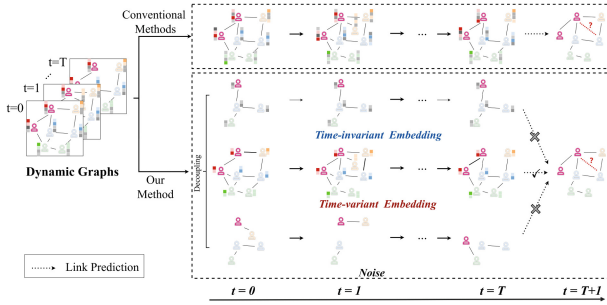 Conventional
Methods
t=T
t=1
t=0
Dynamic Graphs
Our
Method
Decoupling
...
...
?
...
...
Time-invariant Embedding
...
...
?
Time-variant Embedding
...
Noise
Link Prediction
t = 0
t = 1
t = T
t = T+1